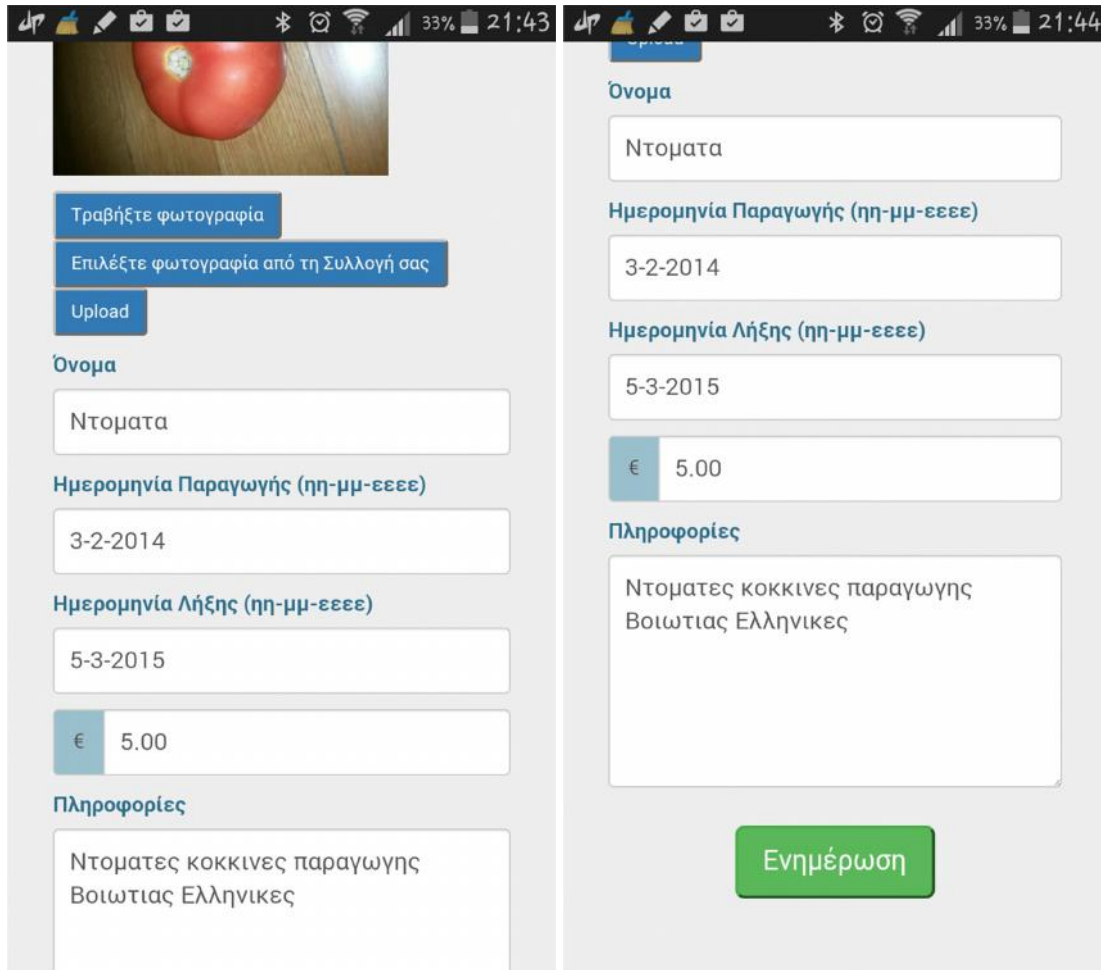 33% 21:43
Τραβήξτε φωτογραφία
Επιλέξτε φωτογραφία από τη Συλλογή σας
Upload
Όνομα
Ντοματα
Ημερομηνία Παραγωγής (ηη-μμ-εεεε)
3-2-2014
Ημερομηνία Λήξης (ηη-μμ-εεεε)
5-3-2015
€ 5.00
Πληροφορίες
Ντοματες κοκκινες παραγωγης
Βοιωτιας Ελληνικες
33% 21:44
Upload
Όνομα
Ντοματα
Ημερομηνία Παραγωγής (ηη-μμ-εεεε)
3-2-2014
Ημερομηνία Λήξης (ηη-μμ-εεεε)
5-3-2015
€ 5.00
Πληροφορίες
Ντοματες κοκκινες παραγωγης
Βοιωτιας Ελληνικες
Ενημέρωση